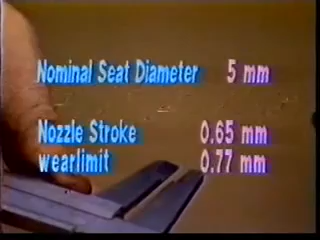 Nominal Seat Diameter 5 mm
Nozzle Stroke 0.65 mm
wearlimit 0.77 mm